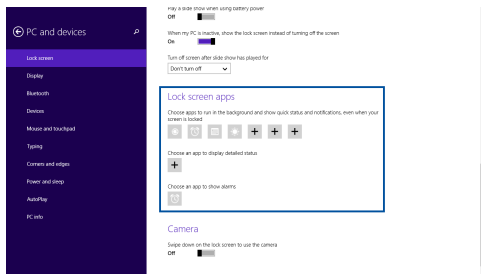 Play a slide show when using battery power
Off
PC and devices
When my PC is inactive, show the lock screen instead of turning off the screen
On
Lock screen
Turn off screen after slide show has played for
Don't turn off
Display
Bluetooth
Lock screen apps
Devices
Choose apps to run in the background and show quick status and notifications, even when your
screen is locked
Mouse and touchpad
Typing
Choose an app to display detailed status
Corners and edges
Power and sleep
Choose an app to show alarms
AutoPlay
PC info
Camera
Swipe down on the lock screen to use the camera
Off